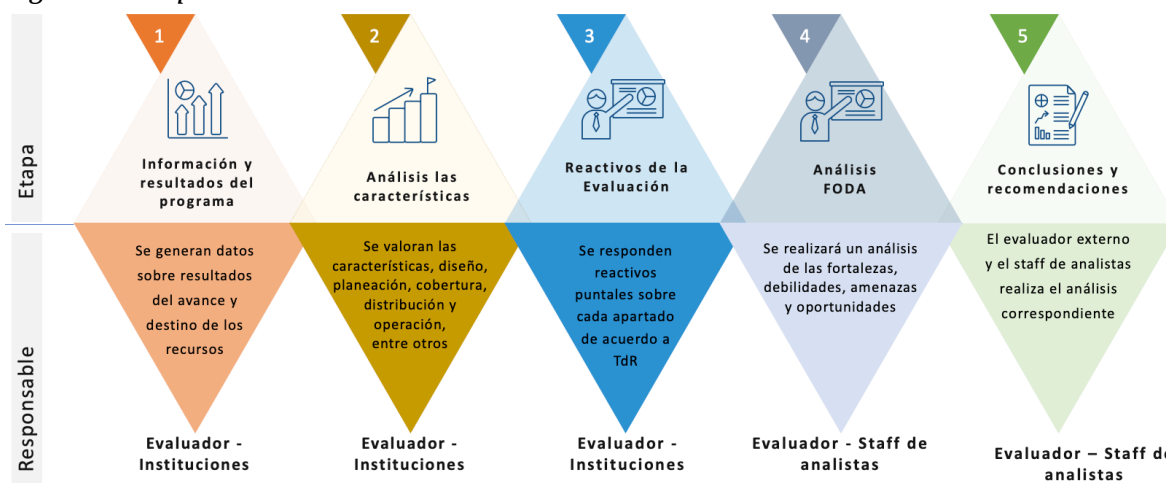 1
2
3
4
5
Etapa
Información y
resultados del
programa
Análisis las
características
Reactivos de la
Evaluación
Análisis
FODA
Conclusiones y
recomendaciones
Responsable
Se generan datos
sobre resultados
del avance y
destino de los
recursos
Se valoran las
características, diseño,
planeación, cobertura,
distribución y
operación,
entre otros
Se responden
reactivos
puntales sobre
cada apartado
de acuerdo a
TdR
Se realizará un análisis
de las fortalezas,
debilidades, amenazas
y oportunidades
El evaluador externo
y el staff de analistas
realiza el análisis
correspondiente
Evaluador -
Instituciones
Evaluador -
Instituciones
Evaluador -
Instituciones
Evaluador - Staff de
analistas
Evaluador – Staff de
analistas